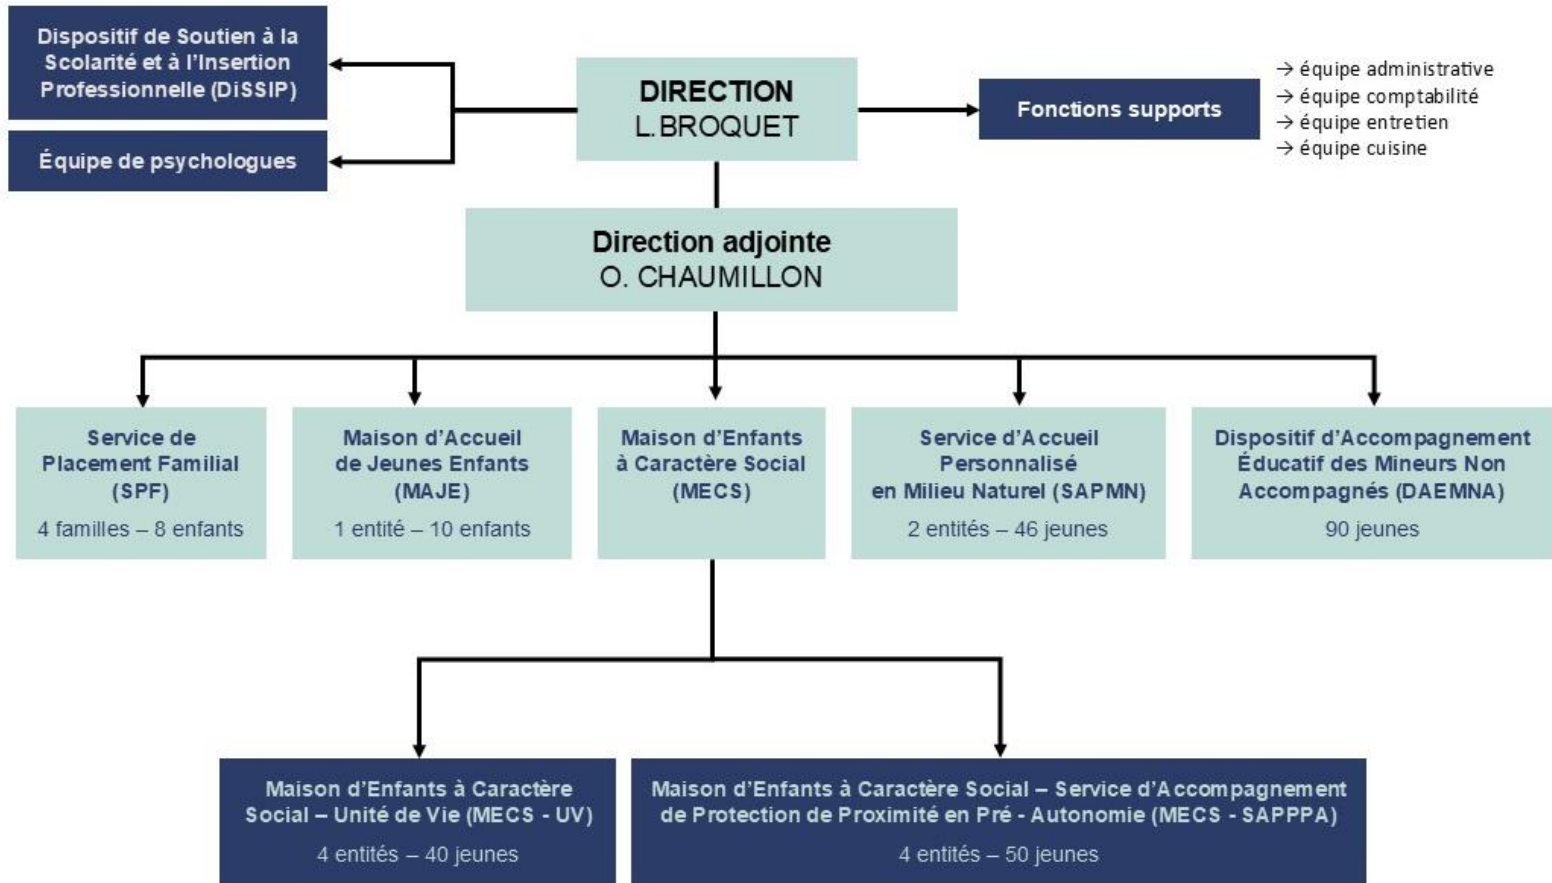 Dispositif de Soutien à la
Scolarité et à l'Insertion
Professionnelle (DiSSIP)
Équipe de psychologues
DIRECTION
L.BROQUET
Fonctions supports
→ équipe administrative
→ équipe comptabilité
→ équipe entretien
→ équipe cuisine
Direction adjointe
O. CHAUMILLON
Service de
Placement Familial
(SPF)
4 familles – 8 enfants
Maison d'Accueil
de Jeunes Enfants
(MAJE)
1 entité – 10 enfants
Maison d'Enfants
à Caractère Social
(MECS)
Service d'Accueil
Personnalisé
en Milieu Naturel (SAPMN)
2 entités – 46 jeunes
Dispositif d'Accompagnement
Éducatif des Mineurs Non
Accompagnés (DAEMNA)
90 jeunes
Maison d'Enfants à Caractère
Social – Unité de Vie (MECS - UV)
4 entités – 40 jeunes
Maison d'Enfants à Caractère Social – Service d'Accompagnement
de Protection de Proximité en Pré - Autonomie (MECS - SAPPPA)
4 entités – 50 jeunes